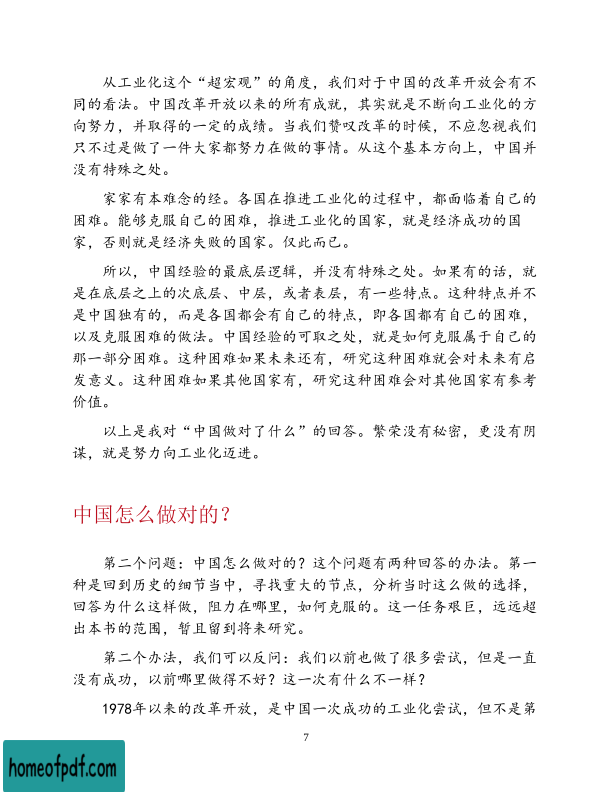 从工业化这个“超宏观”的角度，我们对于中国的改革开放会有不
同的看法。中国改革开放以来的所有成就，其实就是不断向工业化的方
向努力，并取得的一定的成绩。当我们赞叹改革的时候，不应忽视我们
只不过是做了一件大家都努力在做的事情。从这个基本方向上，中国并
没有特殊之处。
家家有本难念的经。各国在推进工业化的过程中，都面临着自己的
困难。能够克服自己的困难，推进工业化的国家，就是经济成功的国
家，否则就是经济失败的国家。仅此而已。
所以，中国经验的最底层逻辑，并没有特殊之处。如果有的话，就
是在底层之上的次底层、中层，或者表层，有一些特点。这种特点并不
是中国独有的，而是各国都会有自己的特点，即各国都有自己的困难，
以及克服困难的做法。中国经验的可取之处，就是如何克服属于自己的
那一部分困难。这种困难如果未来还有，研究这种困难就会对未来有启
发意义。这种困难如果其他国家有，研究这种困难会对其他国家有参考
价值。
以上是我对“中国做对了什么”的回答。繁荣没有秘密，更没有阴
谋，就是努力向工业化迈进。
中国怎么做对的？
第二个问题：中国怎么做对的？这个问题有两种回答的办法。第一
种是回到历史的细节当中，寻找重大的节点，分析当时这么做的选择，
回答为什么这样做，阻力在哪里，如何克服的。这一任务艰巨，远远超
出本书的范围，暂且留到将来研究。
第二个办法，我们可以反问：我们以前也做了很多尝试，但是一直
没有成功，以前哪里做得不好？这一次有什么不一样？
1978年以来的改革开放，是中国一次成功的工业化尝试，但不是第
7
homeofpdf.com